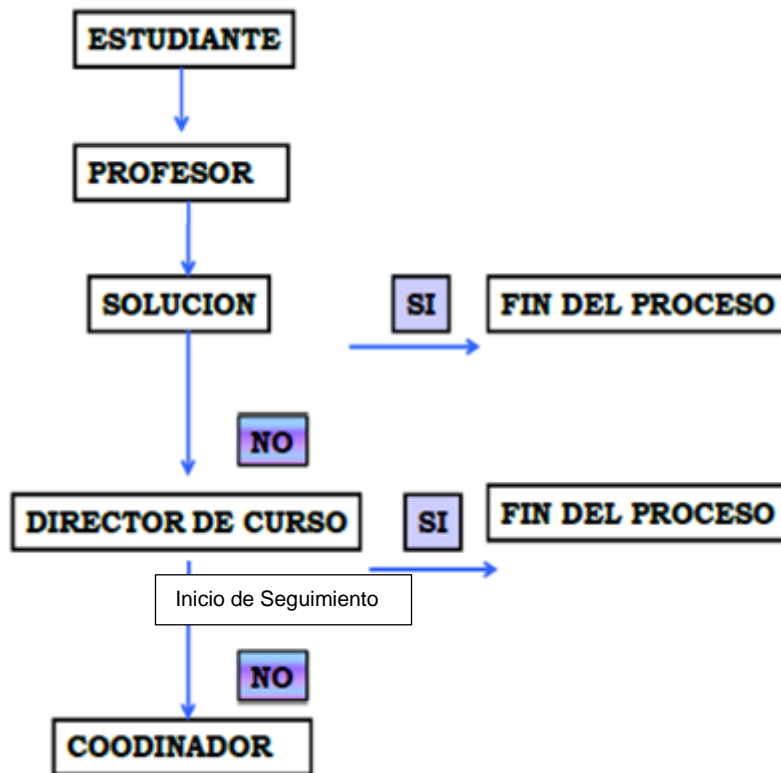 ESTUDIANTE
PROFESOR
SOLUCION
SI
FIN DEL PROCESO
NO
DIRECTOR DE CURSO
SI
FIN DEL PROCESO
Inicio de Seguimiento
NO
COODINADOR